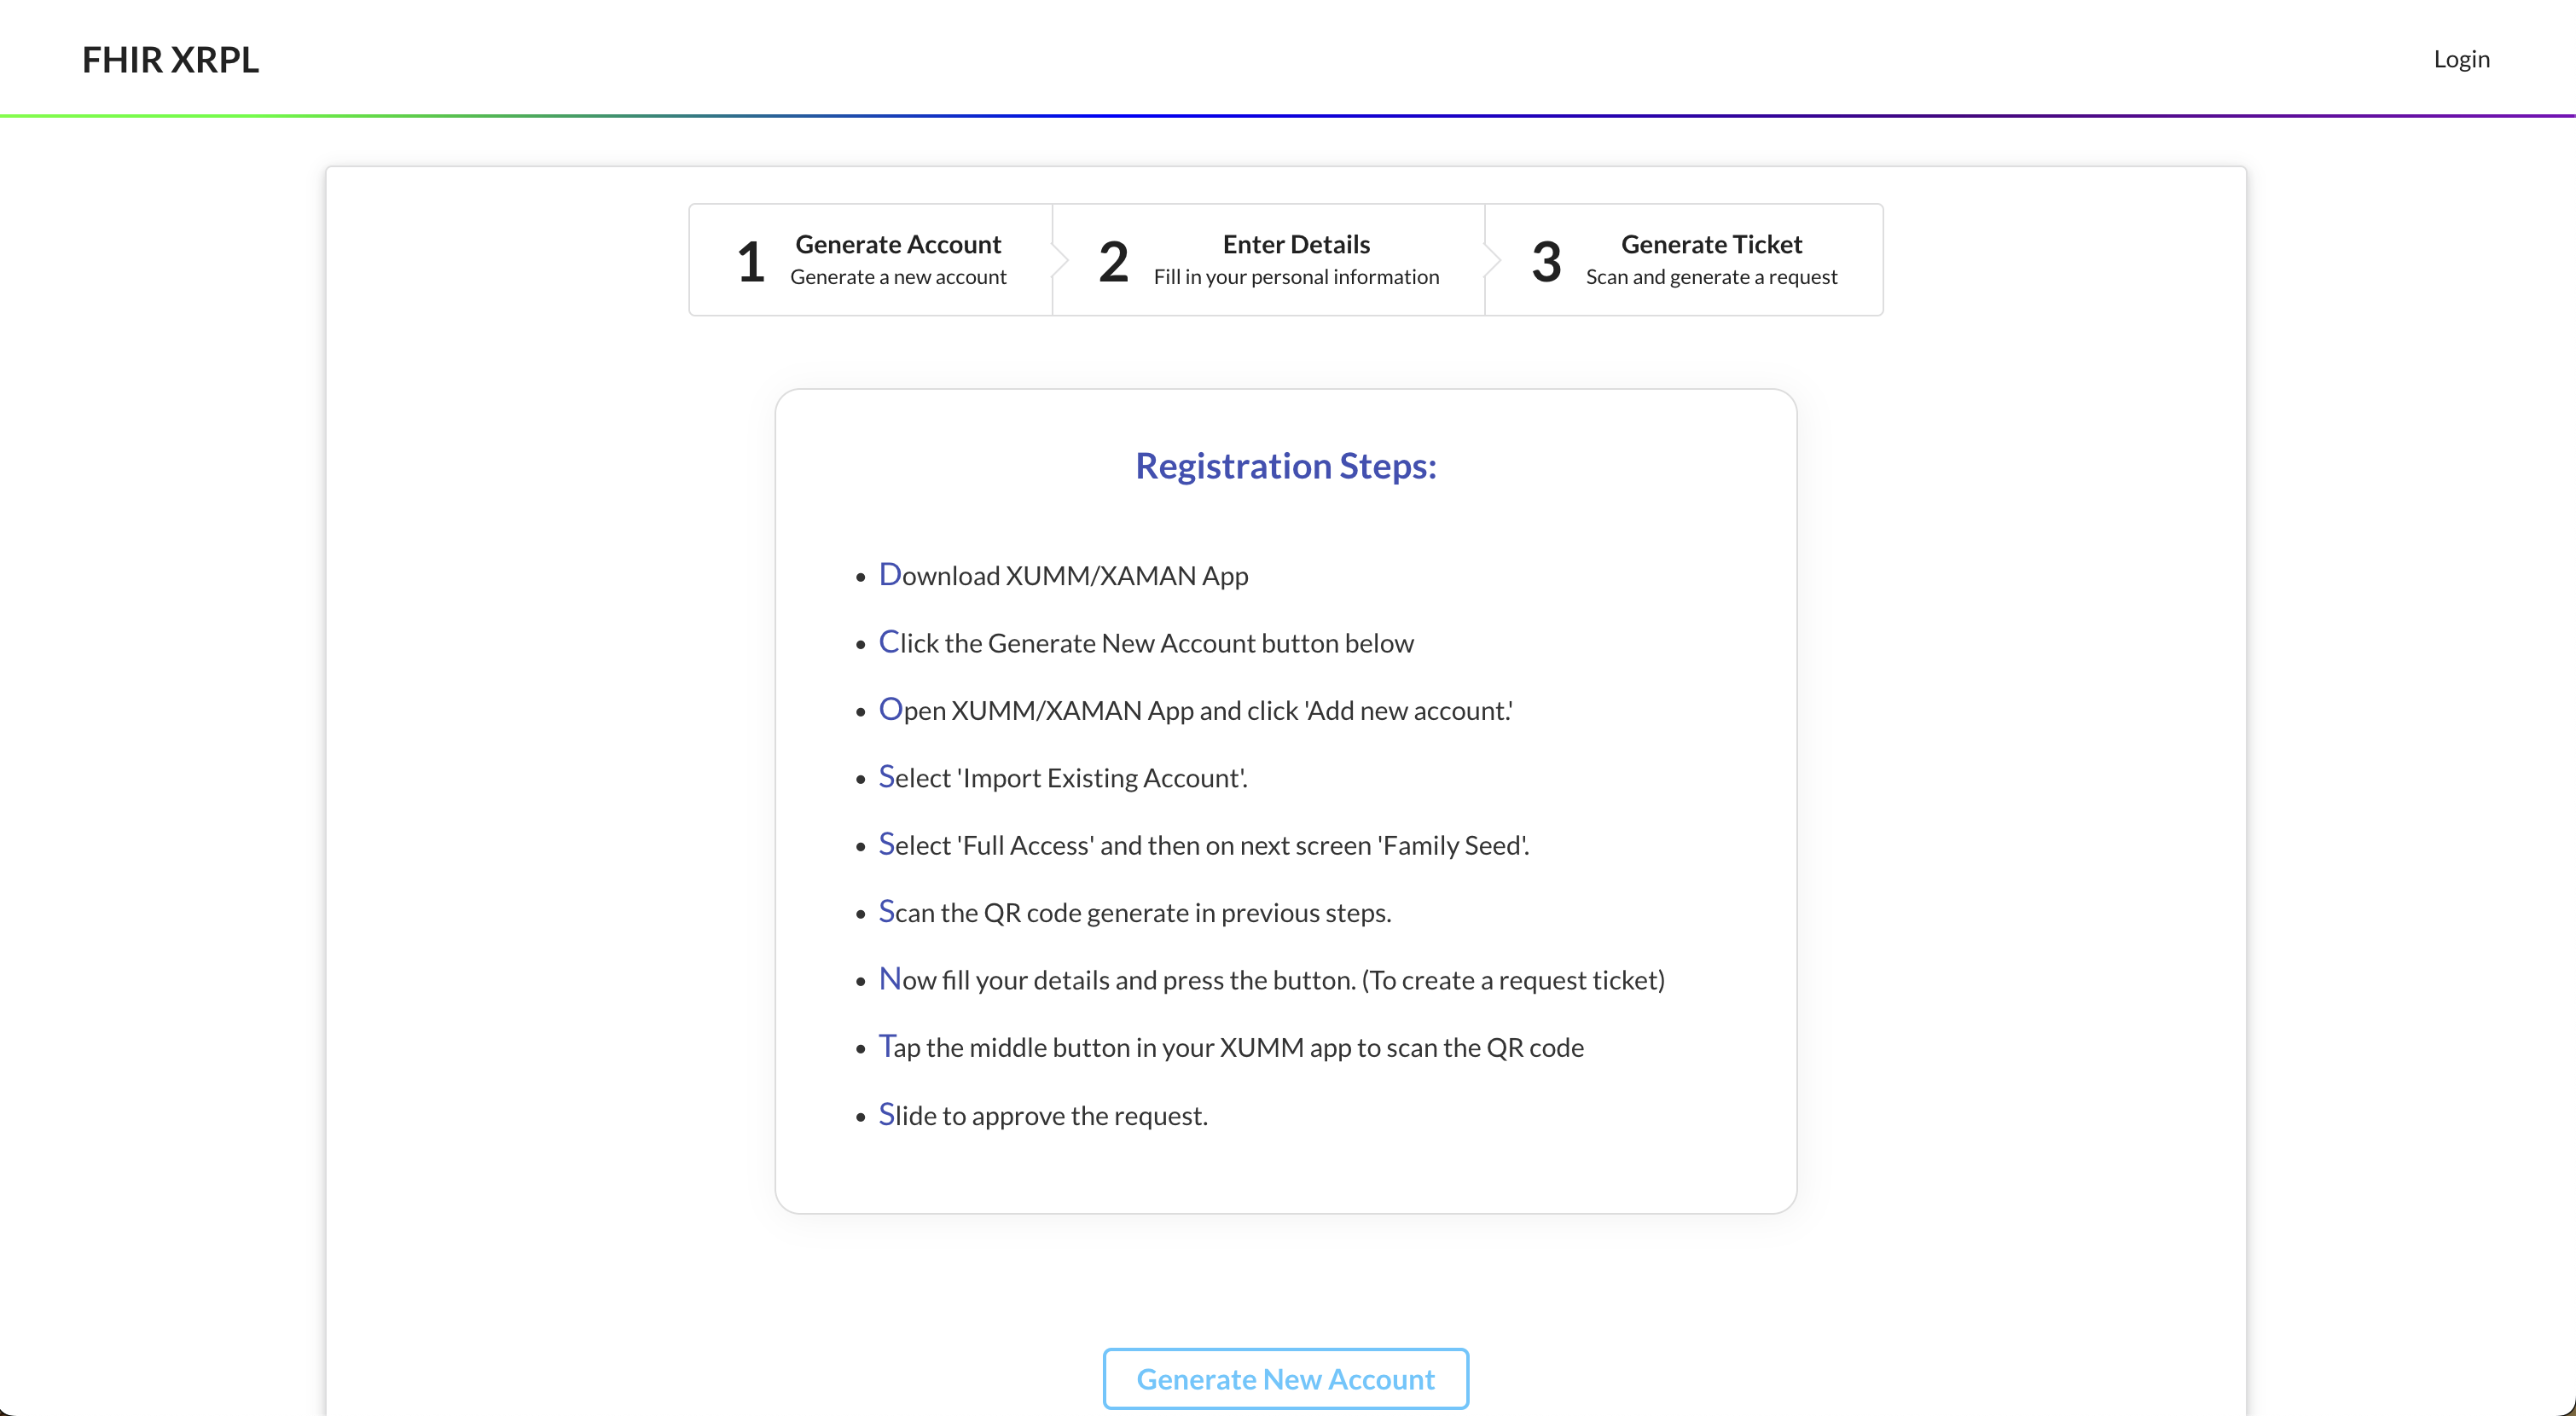 FHIR XRPL
Login
1
Generate Account
Generate a new account
2
Enter Details
Fill in your personal information
3
Generate Ticket
Scan and generate a request
Registration Steps:
Download XUMM/XAMAN App
Click the Generate New Account button below
Open XUMM/XAMAN App and click 'Add new account.'
Select 'Import Existing Account'.
Select 'Full Access' and then on next screen 'Family Seed'.
Scan the QR code generate in previous steps.
Now fill your details and press the button. (To create a request ticket)
Tap the middle button in your XUMM app to scan the QR code
Slide to approve the request.
Generate New Account